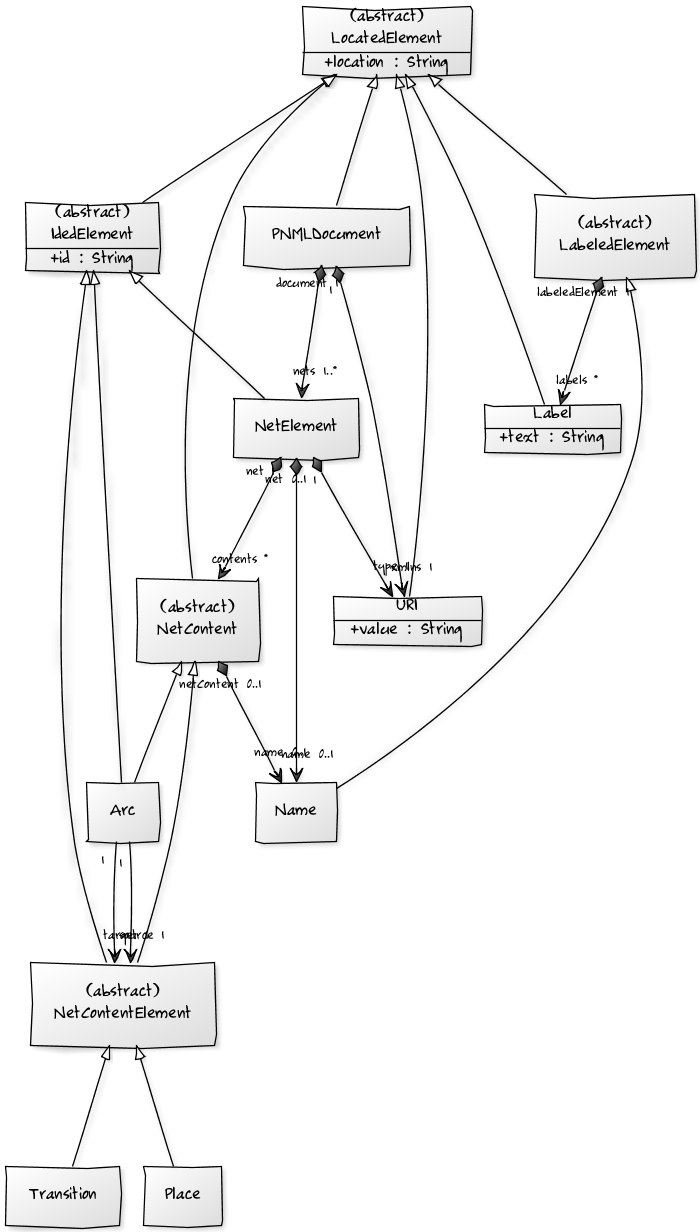 (abstract)
LocatedElement
+location : String
(abstract)
IdedElement
+id : String
PNMLDocument
(abstract)
LabeledElement
document 1
1
labeledElement 1
nets 1..*
labels *
NetElement
Label
+text : String
net
net 0..1
1
contents *
xmlns 1
(abstract)
NetContent
URI
+value : String
netContent 0..1
name
name 0..1
Arc
Name
1
1
target
source 1
(abstract)
NetContentElement
Transition
Place